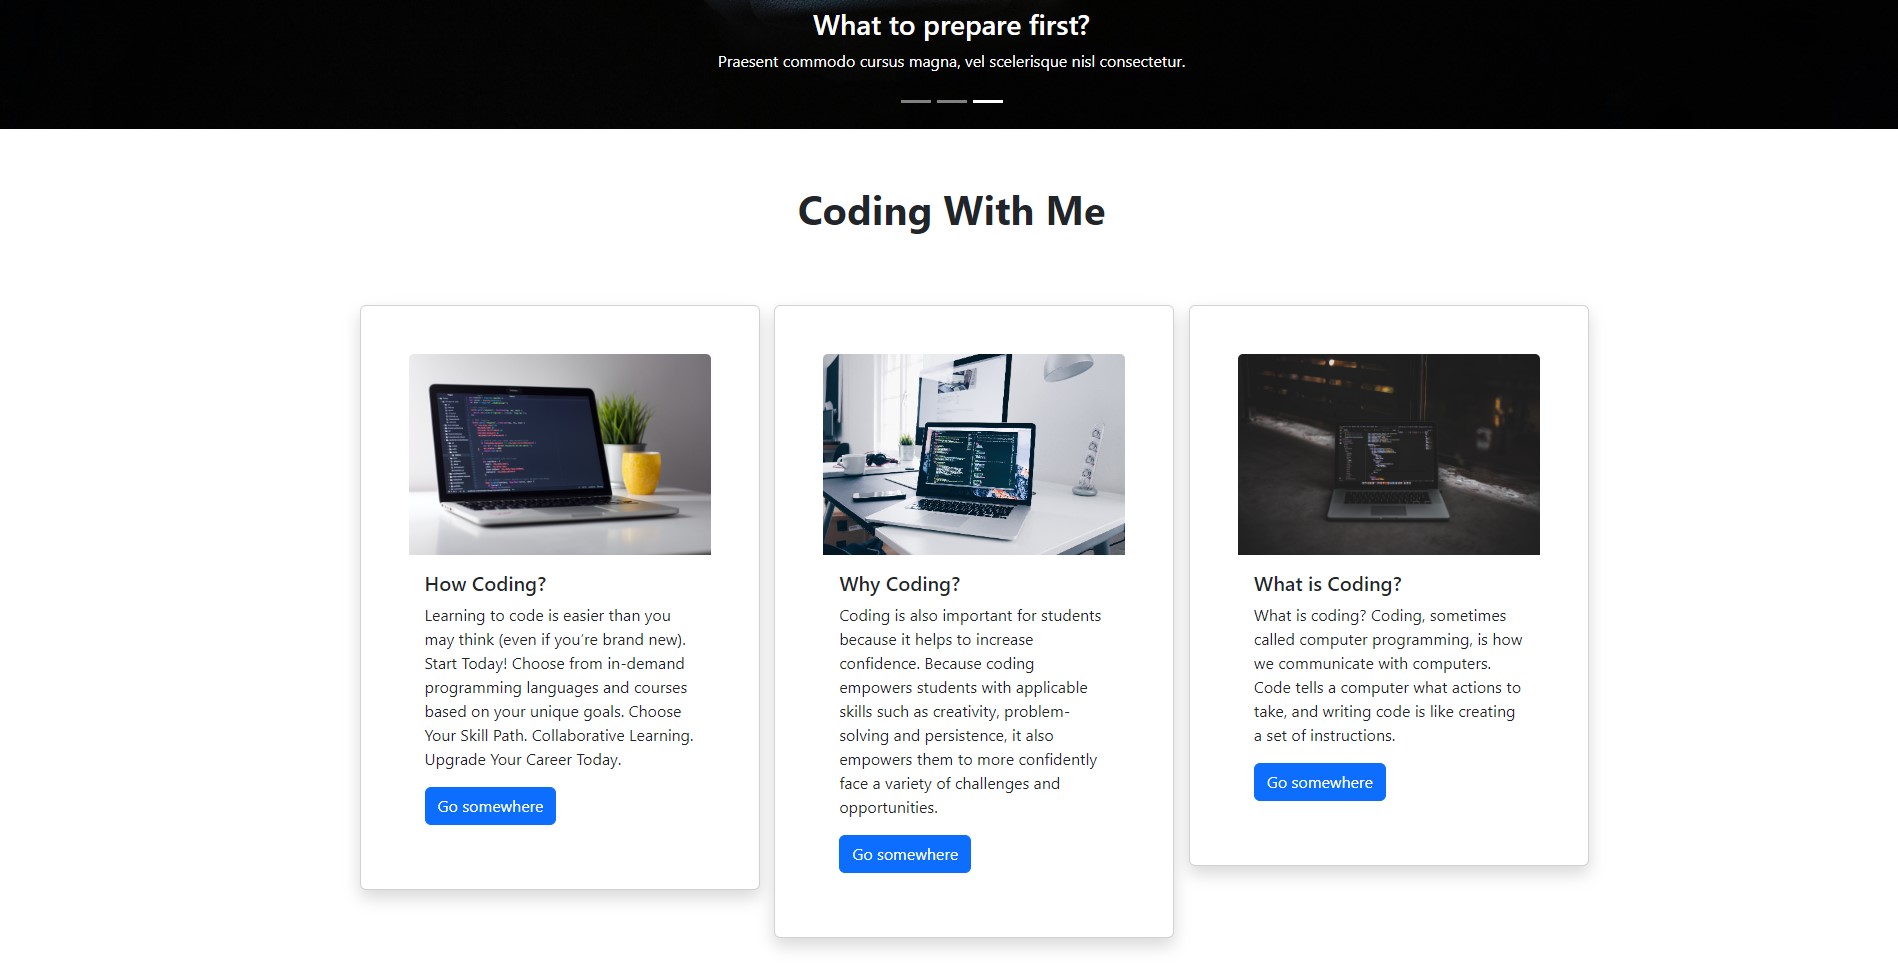 What to prepare first?
Praesent commodo cursus magna, vel scelerisque nisl consectetur.
Coding With Me
How Coding?
Learning to code is easier than you
may think (even if you’re brand new).
Start Today! Choose from in-demand
programming languages and courses
based on your unique goals. Choose
Your Skill Path. Collaborative Learning.
Upgrade Your Career Today.
Go somewhere
Why Coding?
Coding is also important for students
because it helps to increase
confidence. Because coding
empowers students with applicable
skills such as creativity, problem-
solving and persistence, it also
empowers them to more confidently
face a variety of challenges and
opportunities.
Go somewhere
What is Coding?
What is coding? Coding, sometimes
called computer programming, is how
we communicate with computers.
Code tells a computer what actions to
take, and writing code is like creating
a set of instructions.
Go somewhere